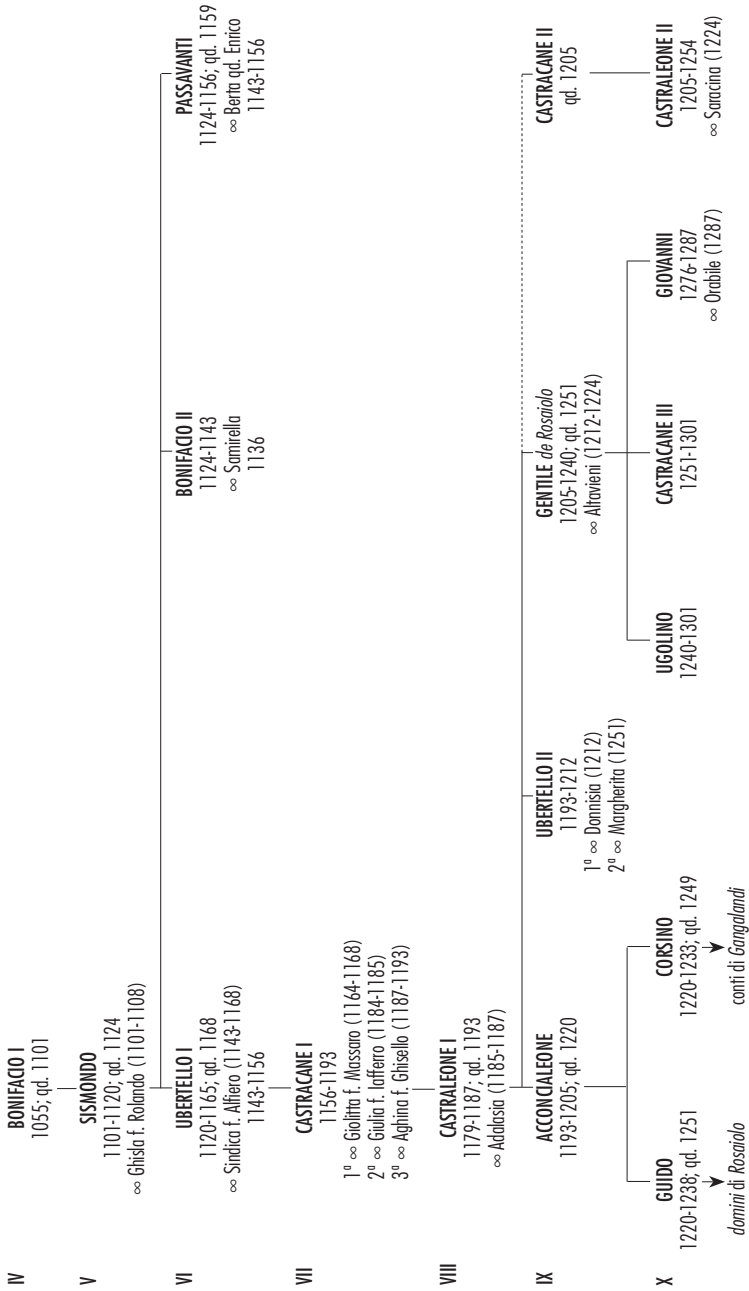 IV
BONIFACIO I
1055; qd. 1101
V
SISMONDO
1101-1120; qd. 1124
∞ Ghisla f. Rolando (1101-1108)
VI
UBERTELLO I
1120-1165; qd. 1168
∞ Sindica f. Alfiero (1143-1168)
1143-1156
BONIFACIO II
1124-1143
∞ Samirella
1136
PASSAVANTI
1124-1156; qd. 1159
∞ Berta qd. Enrico
1143-1156
VII
CASTRACANE I
1156-1193
1ª ∞ Giolitta f. Massaro (1164-1168)
2ª ∞ Giulia f. Iafferro (1184-1185)
3ª ∞ Aghina f. Ghisello (1187-1193)
VIII
CASTRALEONE I
1179-1187; qd. 1193
∞ Adalasia (1185-1187)
IX
ACCONCIALEONE
1193-1205; qd. 1220
UBERTELLO II
1193-1212
1ª ∞ Donnisia (1212)
2ª ∞ Margherita (1251)
GENTILE de Rosaiolo
1205-1240; qd. 1251
∞ Altavieni (1212-1224)
CASTRACANE II
qd. 1205
X
GUIDO
1220-1238; qd. 1251
domini di Rosaiolo
CORSINO
1220-1233; qd. 1249
conti di Gangalandi
UGOLINO
1240-1301
CASTRACANE III
1251-1301
GIOVANNI
1276-1287
∞ Orabile (1287)
CASTRALEONE II
1205-1254
∞ Saracina (1224)